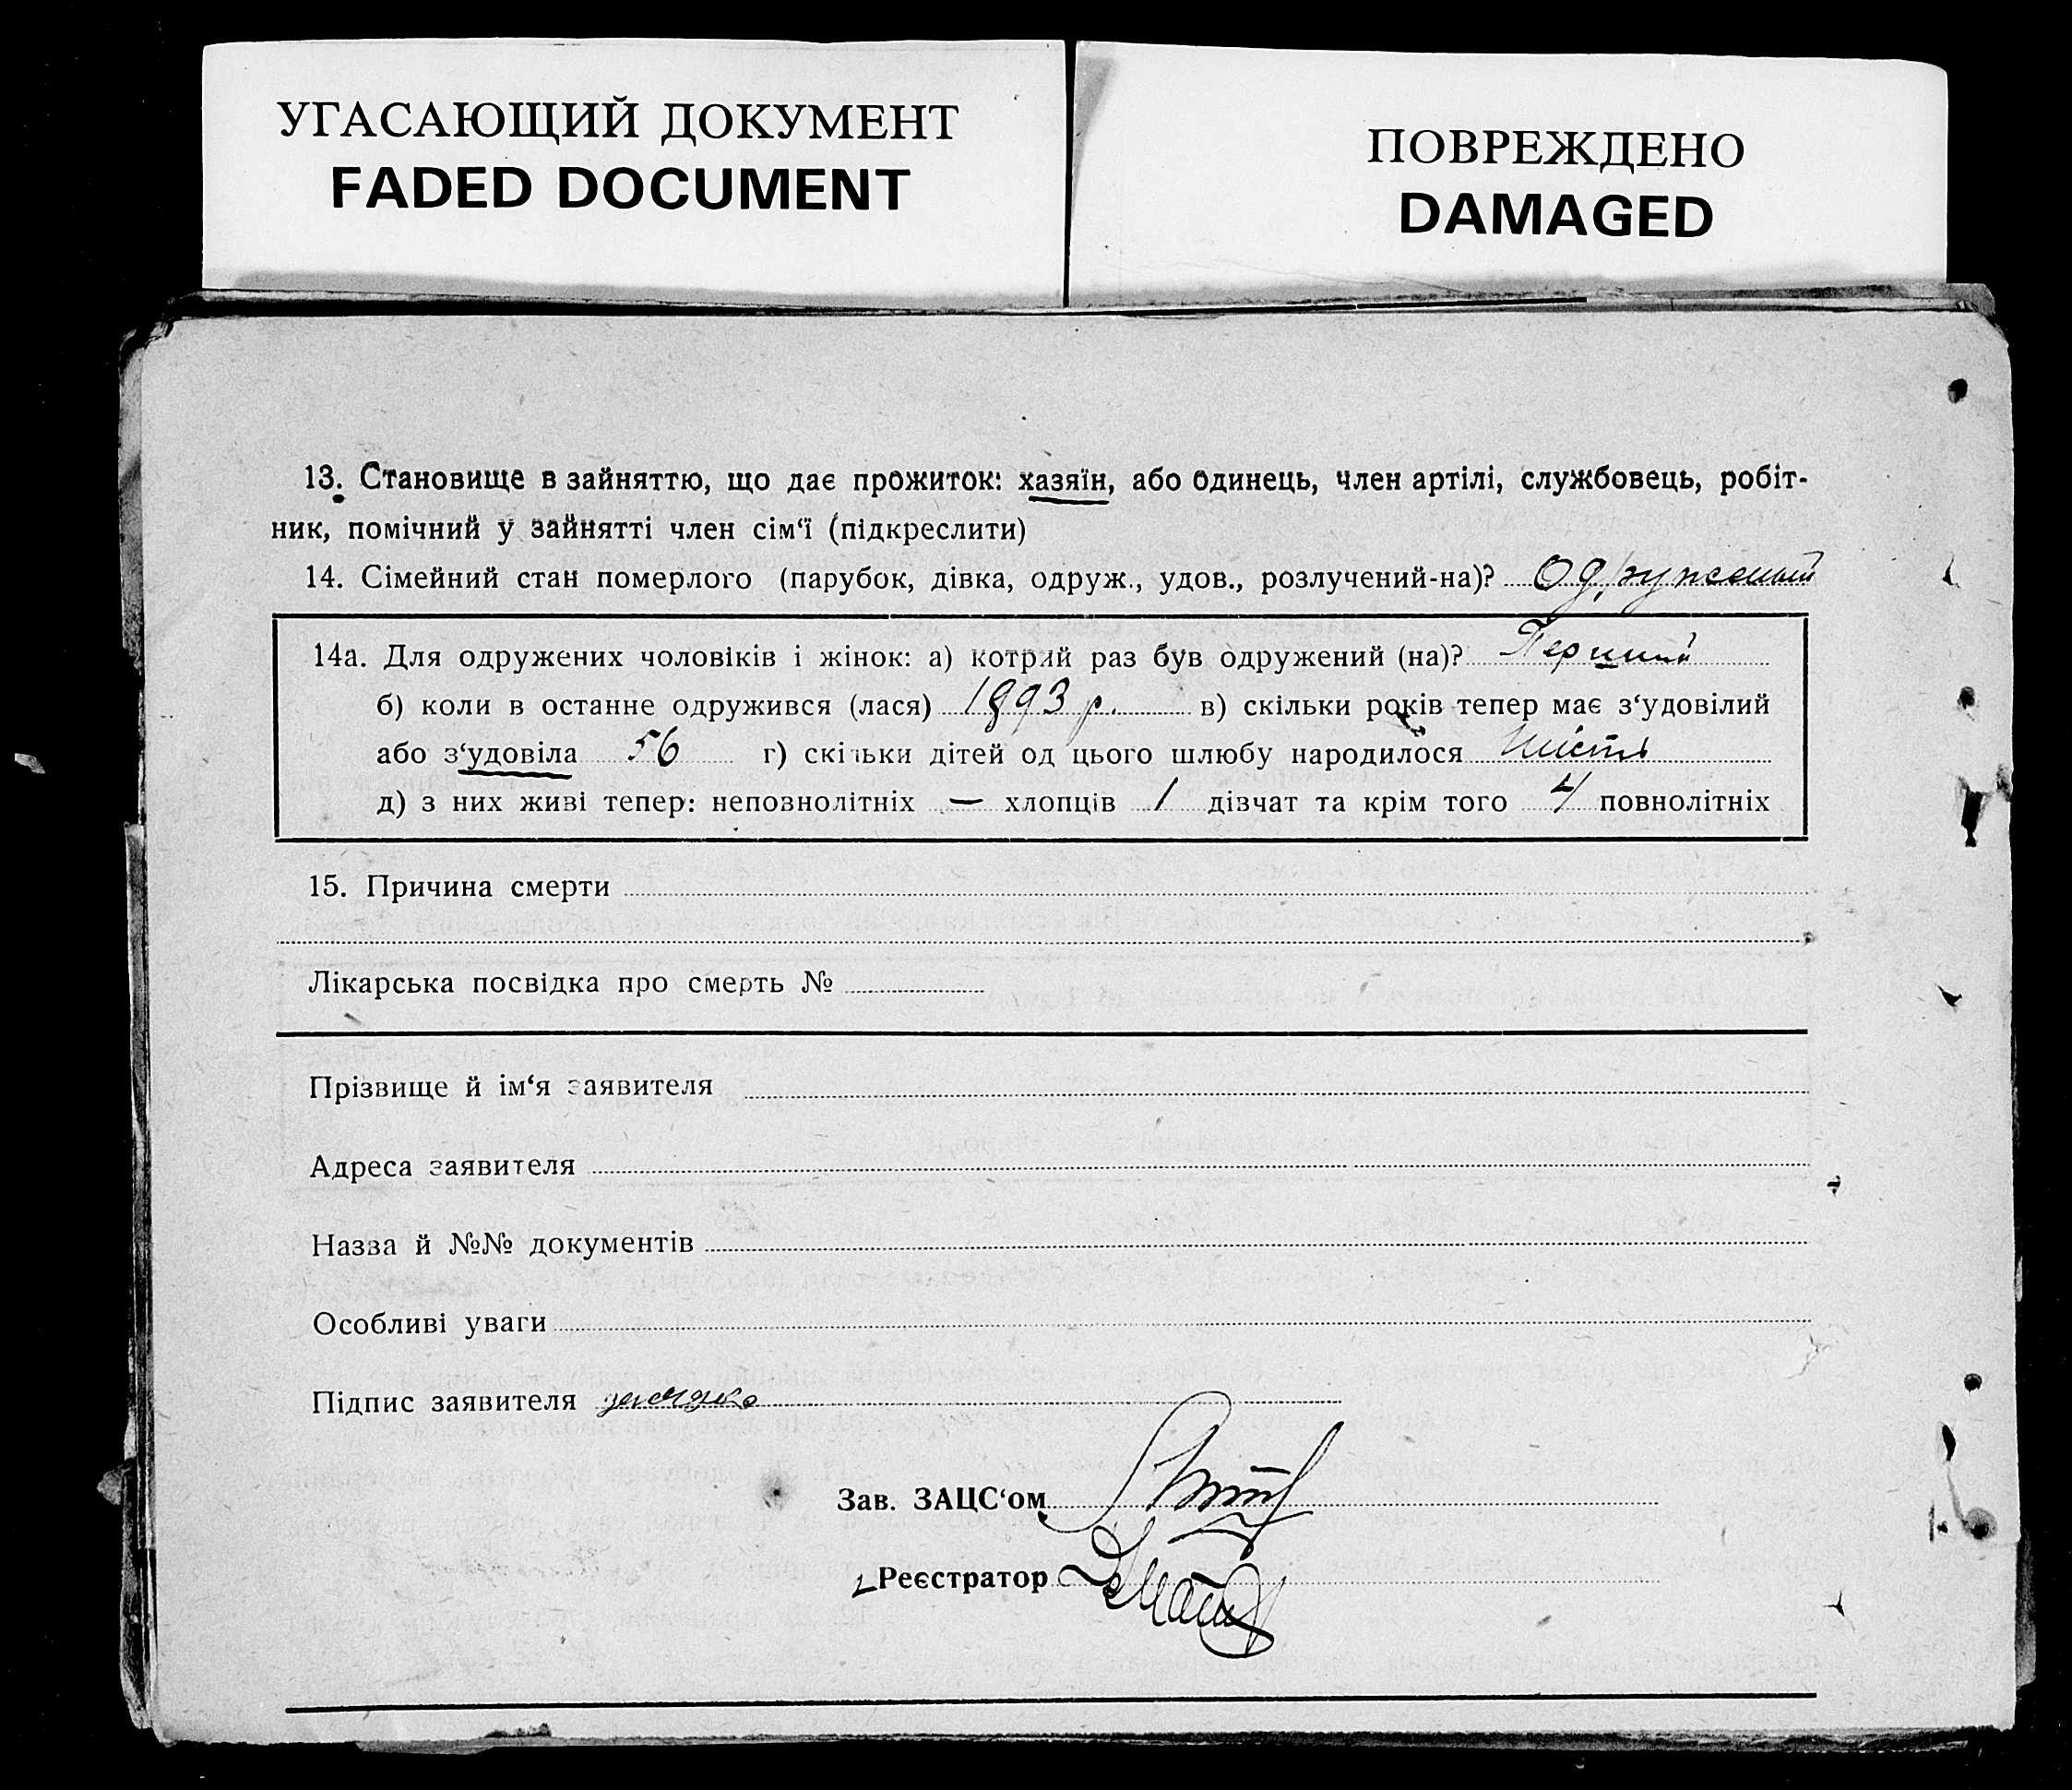 УГАСАЮЩИЙ ДОКУМЕНТ
FADED DOCUMENT
ПОВРЕЖДЕНО
DAMAGED
13. Становище в зайняттю, що дає прожиток: хазяїн, або одинець, член артілі, службовець, робіт-
ник, помічний у зайнятті член сім‘ї (підкреслити)
14. Сімейний стан померлого (парубок, дівка, одруж., удов., розлучений-на)? Одружений
14а. Для одружених чоловіків і жінок: а) котрий раз був одружений (на)? Перший
б) коли в останнє одружився (лася) 1893 р. в) скільки років тепер має з‘удовілий
або з‘удовіла 56 г) скільки дітей од цього шлюбу народилося Шість
д) з них живі тепер: неповнолітніх — хлопців 1 дівчат та крім того 4 повнолітніх
15. Причина смерти
Лікарська посвідка про смерть №
Прізвище й ім‘я заявителя
Адреса заявителя
Назва й №№ документів
Особливі уваги
Підпис заявителя
Зав. ЗАЦС‘ом
Реєстратор